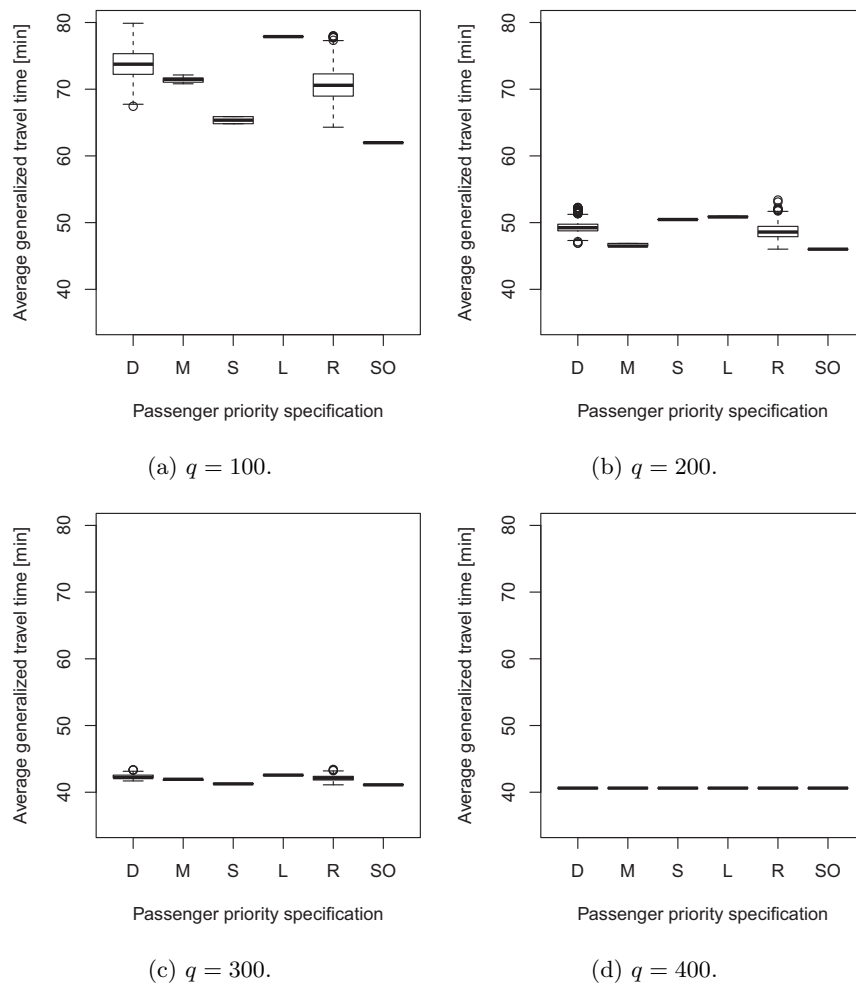 Average generalized travel time [min]
80
70
60
50
40
D M S L R SO
Passenger priority specification
(a) q = 100.
Average generalized travel time [min]
80
70
60
50
40
D M S L R SO
Passenger priority specification
(b) q = 200.
Average generalized travel time [min]
80
70
60
50
40
D M S L R SO
Passenger priority specification
(c) q = 300.
Average generalized travel time [min]
80
70
60
50
40
D M S L R SO
Passenger priority specification
(d) q = 400.